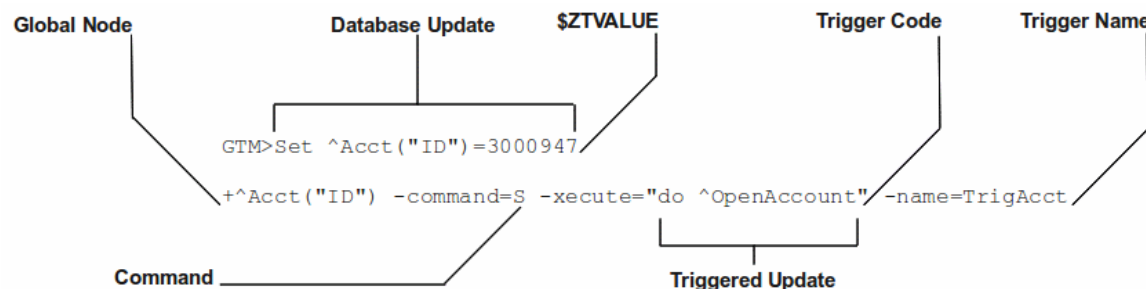 Global Node Database Update $ZTVALUE Trigger Code Trigger Name
GTM>Set ^Acct("ID")=3000947
+^Acct("ID") -command=S -xecute="do ^OpenAccount" -name=TrigAcct
Command Triggered Update